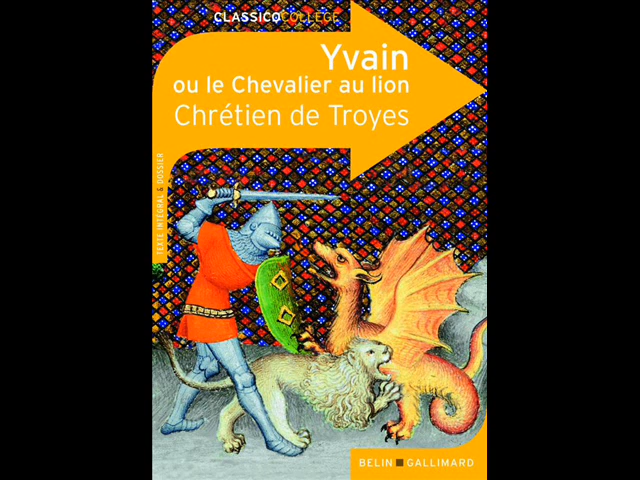 CLASSICOCOLLÈGE
Yvain
ou le Chevalier au lion
Chrétien de Troyes
TEXTE INTÉGRAL & DOSSIER
BELIN GALLIMARD